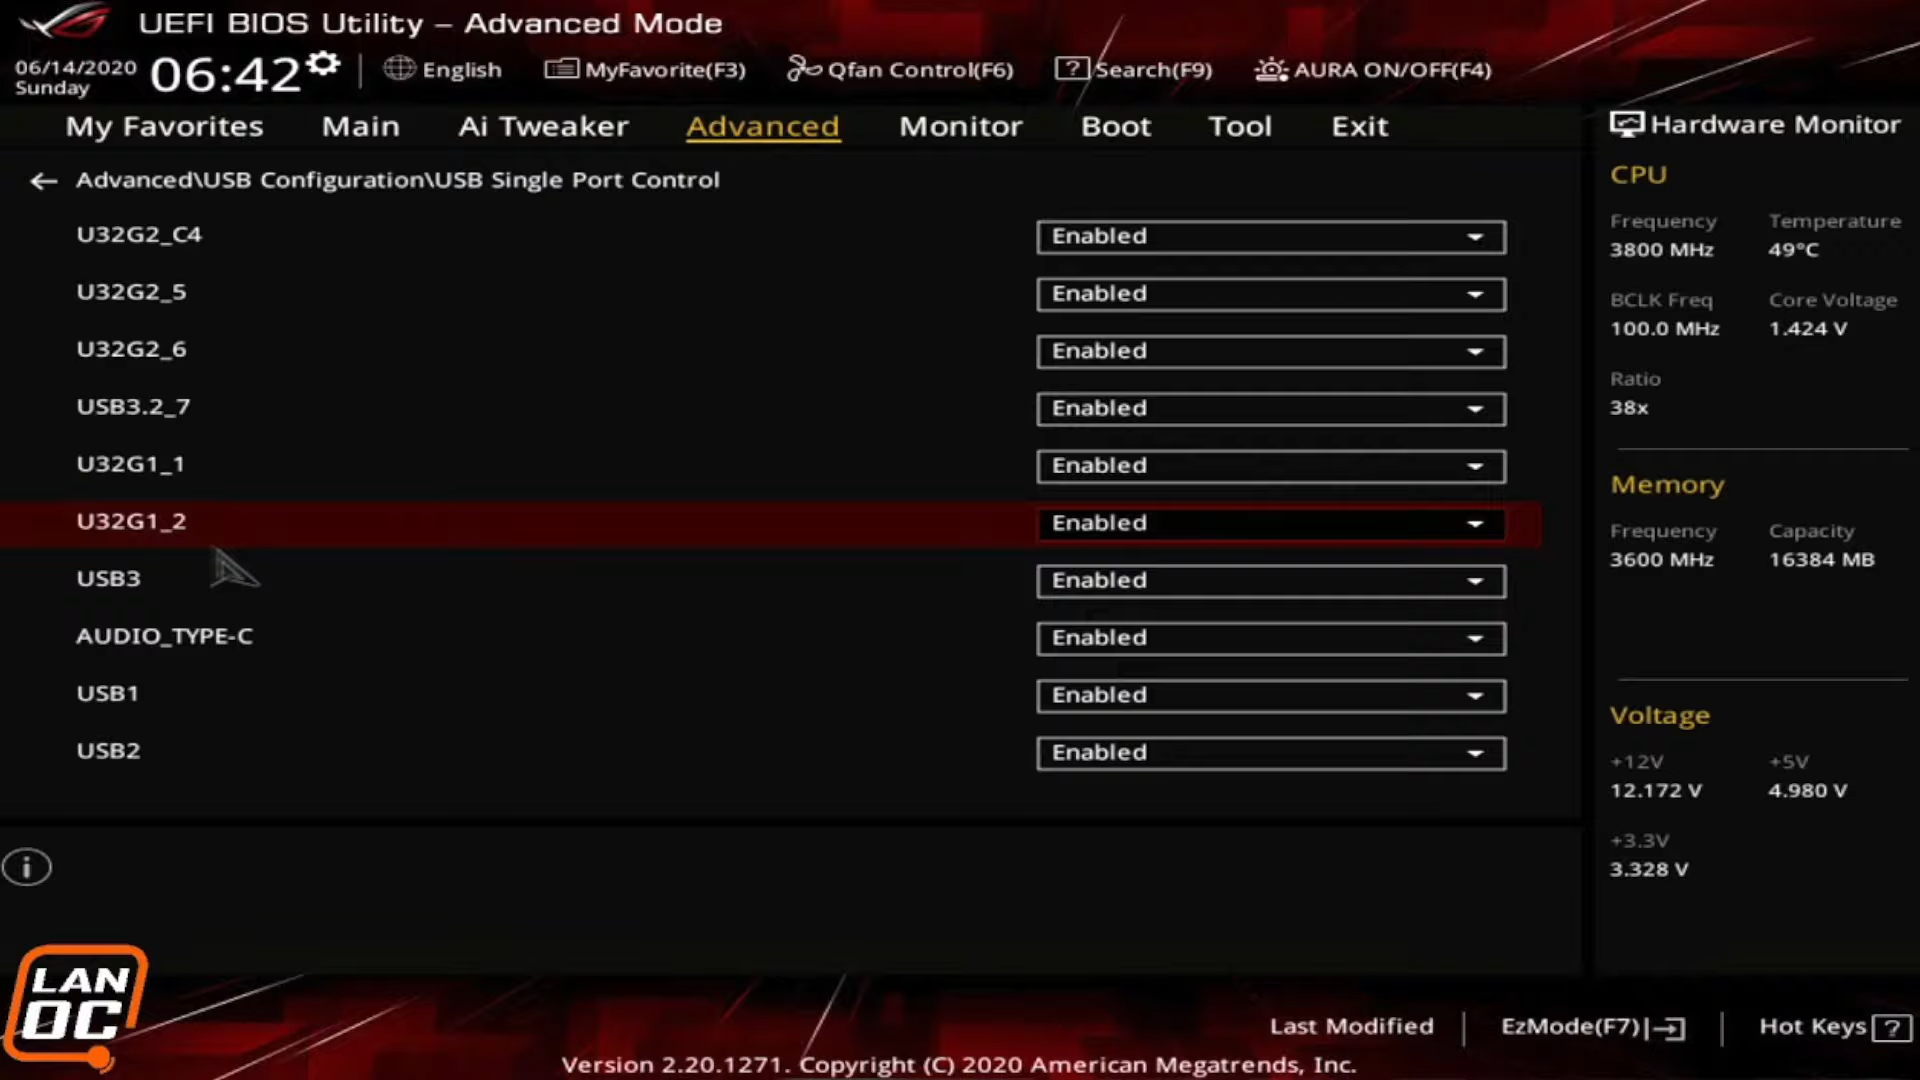 UEFI BIOS Utility – Advanced Mode
06/14/2020
Sunday
06:42
English
MyFavorite(F3)
Qfan Control(F6)
? Search(F9)
AURA ON/OFF(F4)
My Favorites
Main
Ai Tweaker
Advanced
Monitor
Boot
Tool
Exit
Advanced\USB Configuration\USB Single Port Control
U32G2_C4 Enabled
U32G2_5 Enabled
U32G2_6 Enabled
USB3.2_7 Enabled
U32G1_1 Enabled
U32G1_2 Enabled
USB3 Enabled
AUDIO_TYPE-C Enabled
USB1 Enabled
USB2 Enabled
i
Hardware Monitor
CPU
Frequency Temperature
3800 MHz 49°C
BCLK Freq Core Voltage
100.0 MHz 1.424 V
Ratio
38x
Memory
Frequency Capacity
3600 MHz 16384 MB
Voltage
+12V +5V
12.172 V 4.980 V
+3.3V
3.328 V
LAN
OC
Last Modified
EzMode(F7)
Hot Keys ?
Version 2.20.1271. Copyright (C) 2020 American Megatrends, Inc.